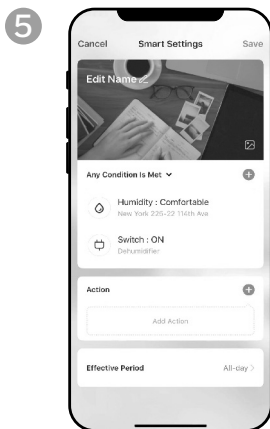 5
Cancel Smart Settings Save
Edit Name
Any Condition Is Met
Humidity : Comfortable
New York 225-22 114th Ave
Switch : ON
Dehumidifier
Action
Add Action
Effective Period All-day